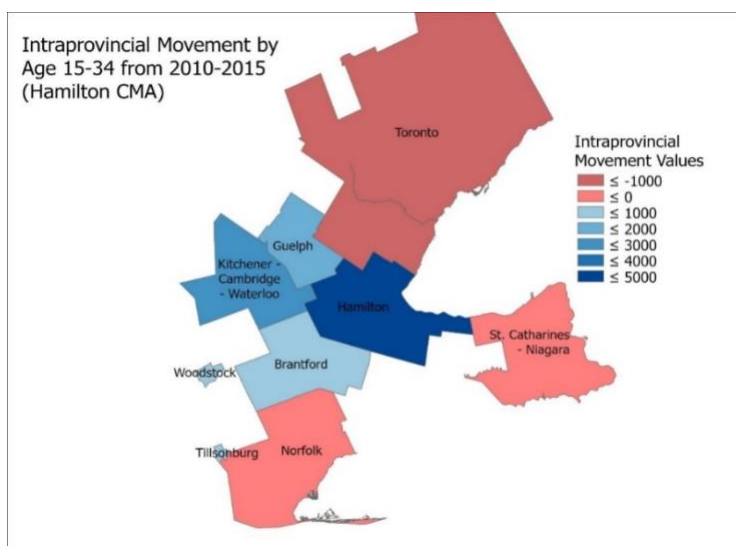 Intraprovincial Movement by
Age 15-34 from 2010-2015
(Hamilton CMA)
Toronto
Intraprovincial
Movement Values
≤ -1000
≤ 0
≤ 1000
≤ 2000
≤ 3000
≤ 4000
≤ 5000
Guelph
Kitchener -
Cambridge
- Waterloo
Hamilton
St. Catharines
- Niagara
Brantford
Woodstock
Tillsonburg
Norfolk